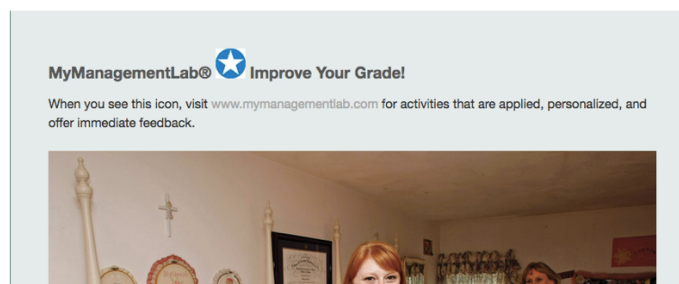 MyManagementLab® Improve Your Grade!
When you see this icon, visit www.mymanagementlab.com for activities that are applied, personalized, and
offer immediate feedback.